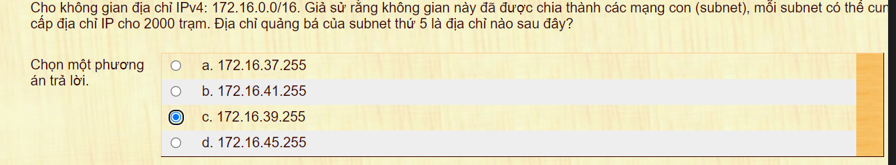 Cho không gian địa chỉ IPv4: 172.16.0.0/16. Giả sử rằng không gian này đã được chia thành các mạng con (subnet), mỗi subnet có thể
cấp địa chỉ IP cho 2000 trạm. Địa chỉ quảng bá của subnet thứ 5 là địa chỉ nào sau đây?
Chọn một phương
án trả lời.
a. 172.16.37.255
b. 172.16.41.255
c. 172.16.39.255
d. 172.16.45.255